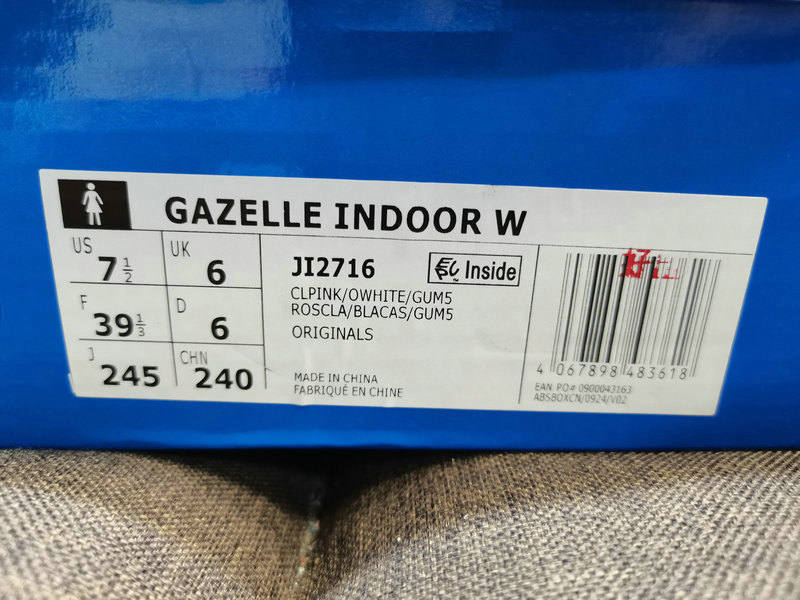 GAZELLE INDOOR W
US 7 1/2
UK 6
F 39 1/3
D 6
J 245
CHN 240
JI2716
Inside
CLPINK/OWHITE/GUM5
ROSCLA/BLACAS/GUM5
ORIGINALS
MADE IN CHINA
FABRIQUÉ EN CHINE
4 067898 483618
EAN PO# 0900043163
ABSBOXCN/0924/V02